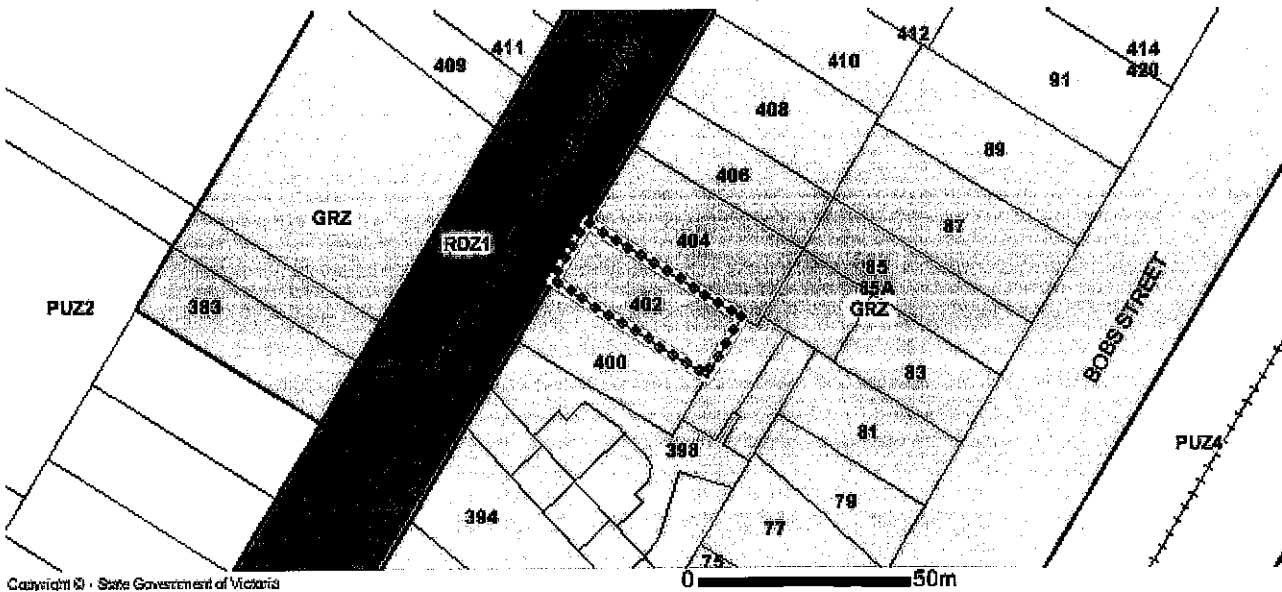 412
411
414
420
409
410
91
408
89
406
GRZ
87
RDZ1
404
85
85A
GRZ
402
PUZ2
383
BOBS STREET
400
83
81
398
PUZ4
79
394
77
75
0 50m
Copyright © - State Government of Victoria